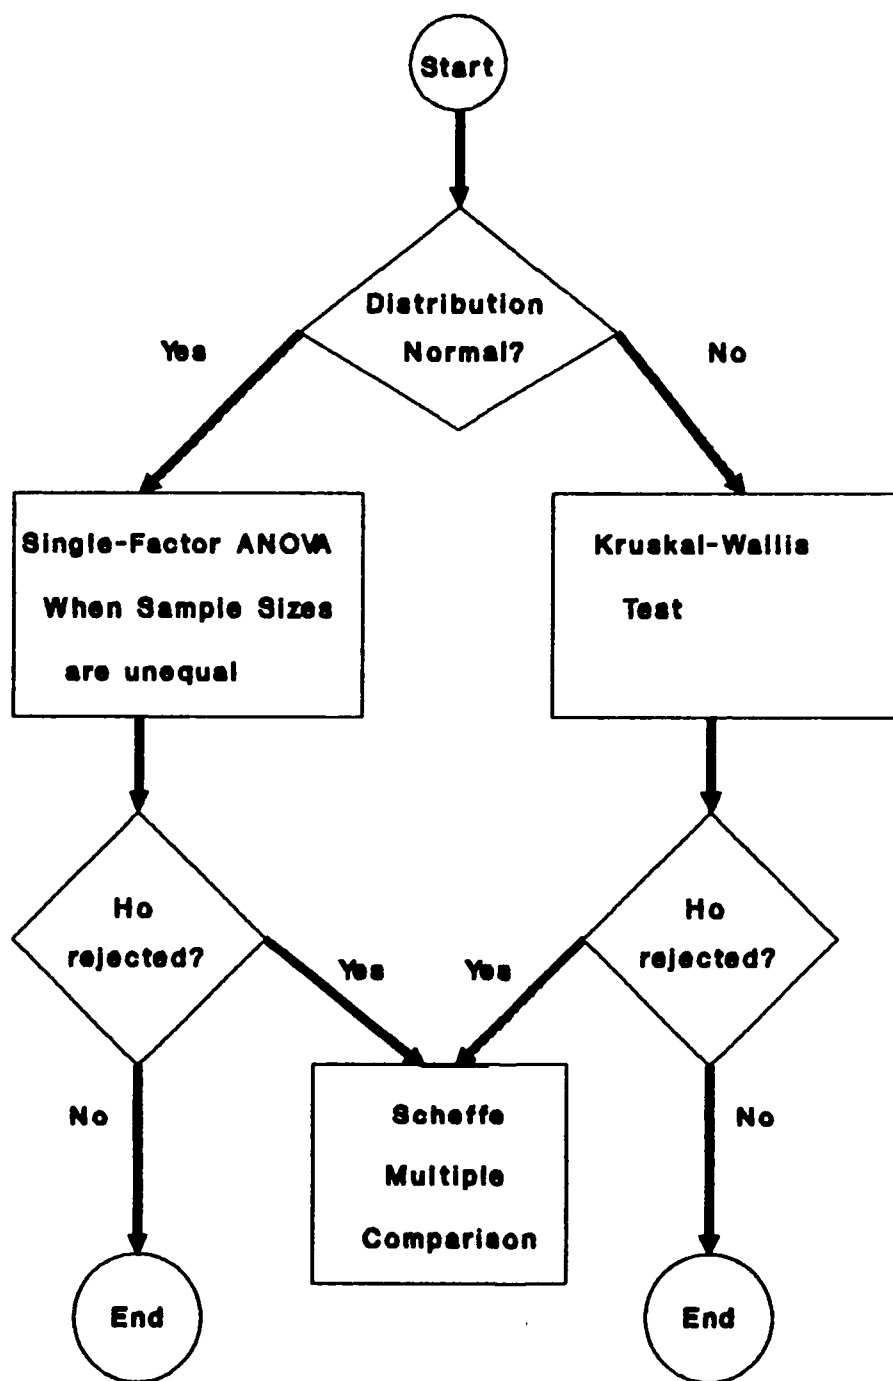 Start
Distribution
Normal?
Yes
No
Single-Factor ANOVA
When Sample Sizes
are unequal
Kruskal-Wallis
Test
Ho
rejected?
Ho
rejected?
Yes
Yes
No
No
Scheffe
Multiple
Comparison
End
End